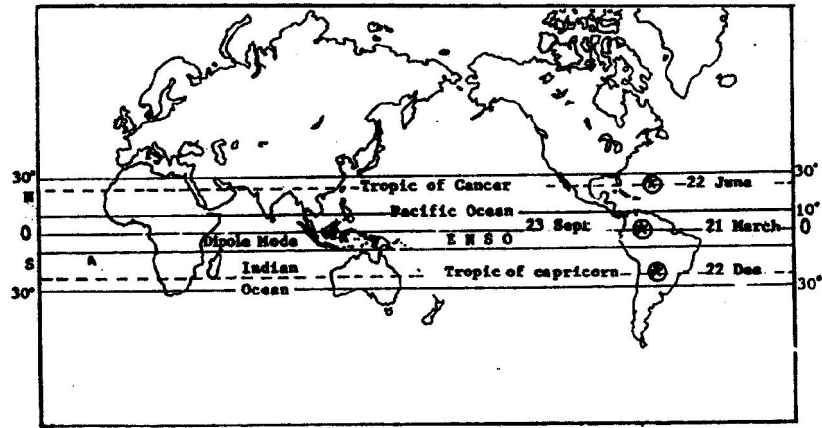 30° 30°
Tropic of Cancer 22 June
N
Pacific Ocean 10°
0 23 Sept 21 March 0
Dipole Mode E N S O
S A Indian Tropic of capricorn 22 Dec
30° Ocean 30°